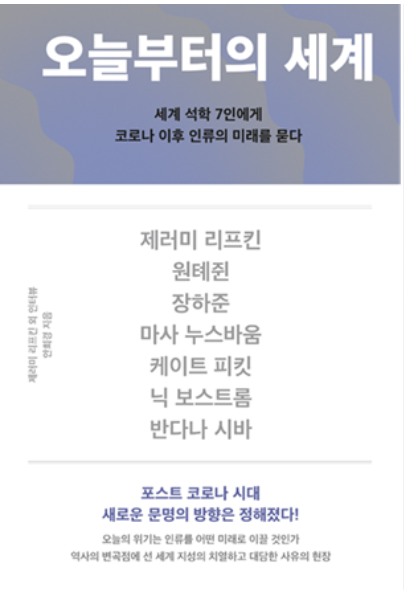 오늘부터의 세계
세계 석학 7인에게
코로나 이후 인류의 미래를 묻다
제러미 리프킨
원톄쥔
장하준
마사 누스바움
케이트 피킷
닉 보스트롬
반다나 시바
제러미 리프킨 외 인터뷰
안희경 지음
포스트 코로나 시대
새로운 문명의 방향은 정해졌다!
오늘의 위기는 인류를 어떤 미래로 이끌 것인가
역사의 변곡점에 선 세계 지성의 치열하고 대담한 사유의 현장